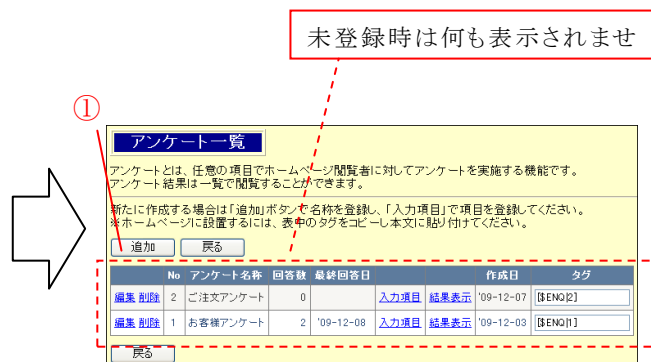 未登録時は何も表示されませ
①
アンケート一覧
アンケートとは、任意の項目でホームページ閲覧者に対してアンケートを実施する機能です。
アンケート結果は一覧で閲覧することができます。
新たに作成する場合は「追加」ボタンで名称を登録し、「入力項目」で項目を登録してください。
※ホームページに設置するには、表中のタグをコピーし本文に貼り付けてください。
追加 戻る
No アンケート名称 回答数 最終回答日 作成日 タグ
編集 削除 2 ご注文アンケート 0 入力項目 結果表示 '09-12-07 [$ENQ|2]
編集 削除 1 お客様アンケート 2 '09-12-08 入力項目 結果表示 '09-12-03 [$ENQ|1]
戻る